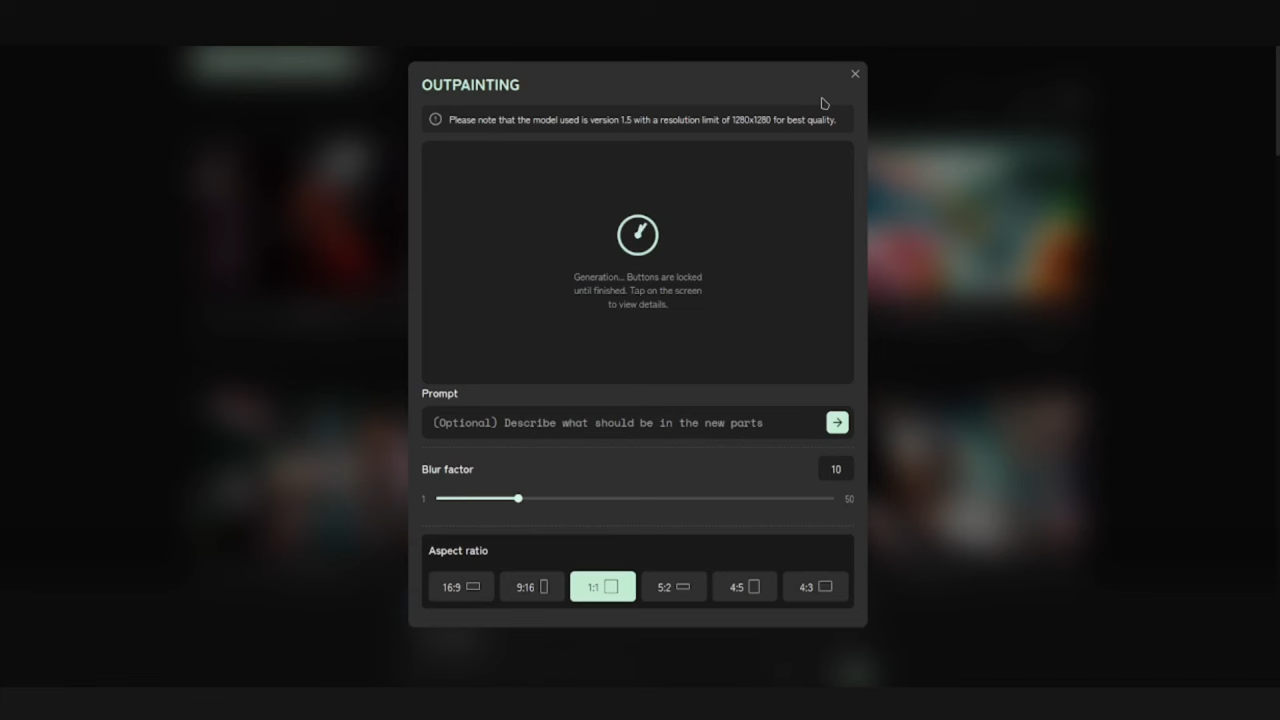 OUTPAINTING
Please note that the model used is version 1.5 with a resolution limit of 1280x1280 for best quality.
Generation... Buttons are locked
until finished. Tap on the screen
to view details.
Prompt
(Optional) Describe what should be in the new parts
Blur factor
10
1
50
Aspect ratio
16:9
9:16
1:1
5:2
4:5
4:3